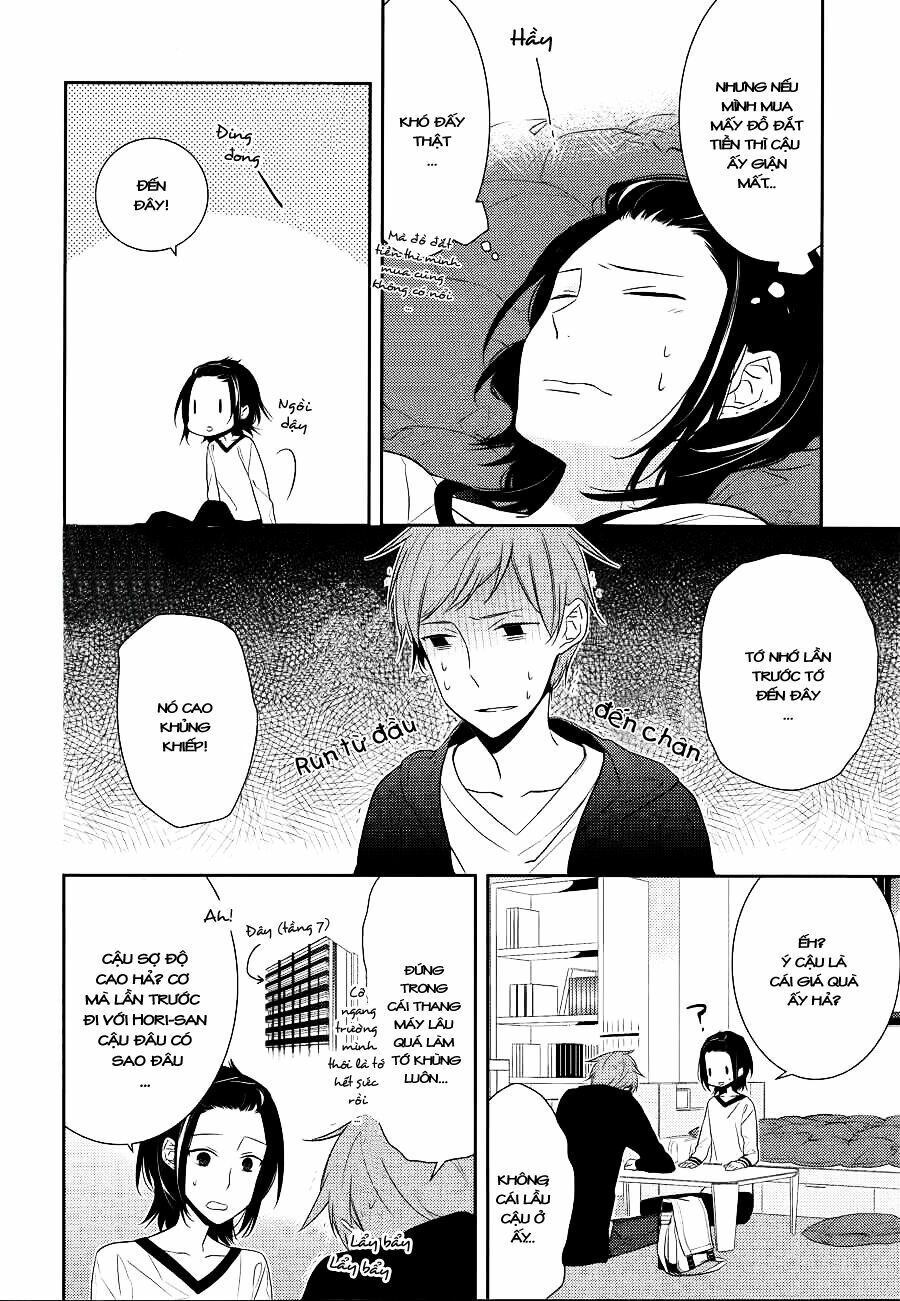 NHƯNG NẾU
MÌNH MUA
MẤY ĐỒ ĐẮT
TIỀN THÌ CẬU
ẤY GIẬN
MẤT...
Hầy
KHÓ ĐẤY
THẬT
...
Mà đồ đắt
tiền thì mình
mua cũng
không có nổi
...
Đing
đong
ĐẾN
ĐÂY!
Ngồi
dậy
TỚ NHỚ LẦN
TRƯỚC TỚ
ĐẾN ĐÂY
...
Run từ đầu
đến chân
NÓ CAO
KHỦNG
KHIẾP!
ẾH?
Ý CẬU LÀ
CÁI GIÁ QUÀ
ẤY HẢ?
?
KHÔNG,
CÁI LẦU
CẬU Ở
ẤY...
ĐỨNG
TRONG
CÁI THANG
MÁY LÂU
QUÁ LÀM
TỚ KHỦNG
LUÔN...
Đây (tầng 7)
Cỡ
ngang
trường
mình
thôi là tớ
hết sức
rồi
Ah!
CẬU SỢ ĐỘ
CAO HẢ? CƠ
MÀ LẦN TRƯỚC
ĐI VỚI HORI-SAN
CẬU ĐÂU CÓ
SAO ĐÂU
...
Lẩy bẩy
Lẩy bẩy